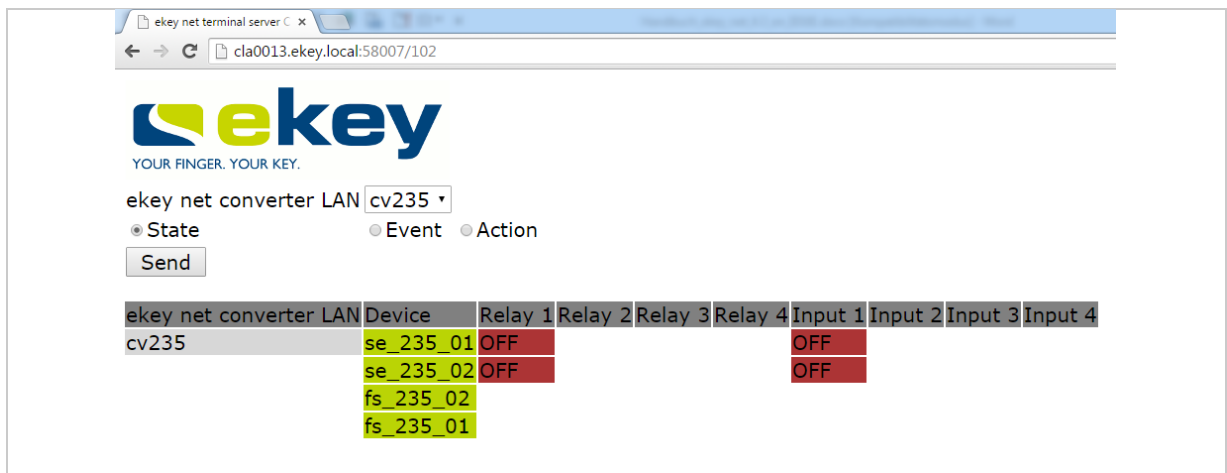 ekey net terminal server C
cla0013.ekey.local:58007/102
ekey
YOUR FINGER. YOUR KEY.
ekey net converter LAN cv235
State Event Action
Send
ekey net converter LAN Device Relay 1 Relay 2 Relay 3 Relay 4 Input 1 Input 2 Input 3 Input 4
cv235 se_235_01 OFF OFF
se_235_02 OFF OFF
fs_235_02
fs_235_01